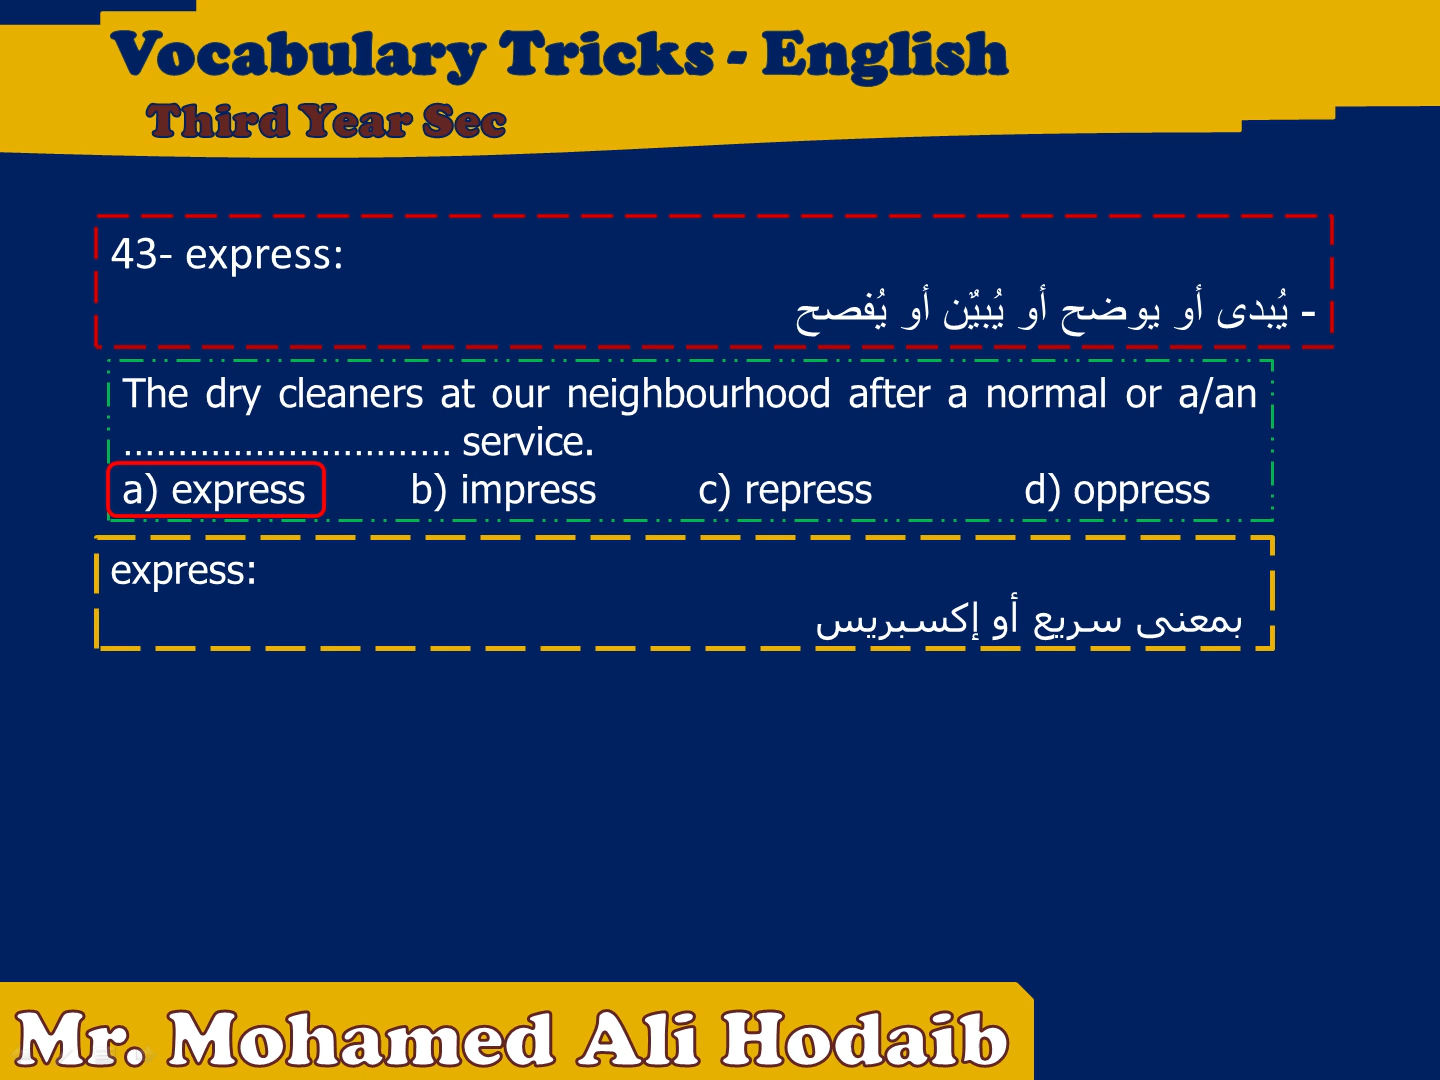 Vocabulary Tricks - English
Third Year Sec
43- express:
- يُبدى أو يوضح أو يُبيٌن أو يُفصح
The dry cleaners at our neighbourhood after a normal or a/an
................................ service.
a) express b) impress c) repress d) oppress
express:
بمعنى سريع أو إكسبريس
Mr. Mohamed Ali Hodaib